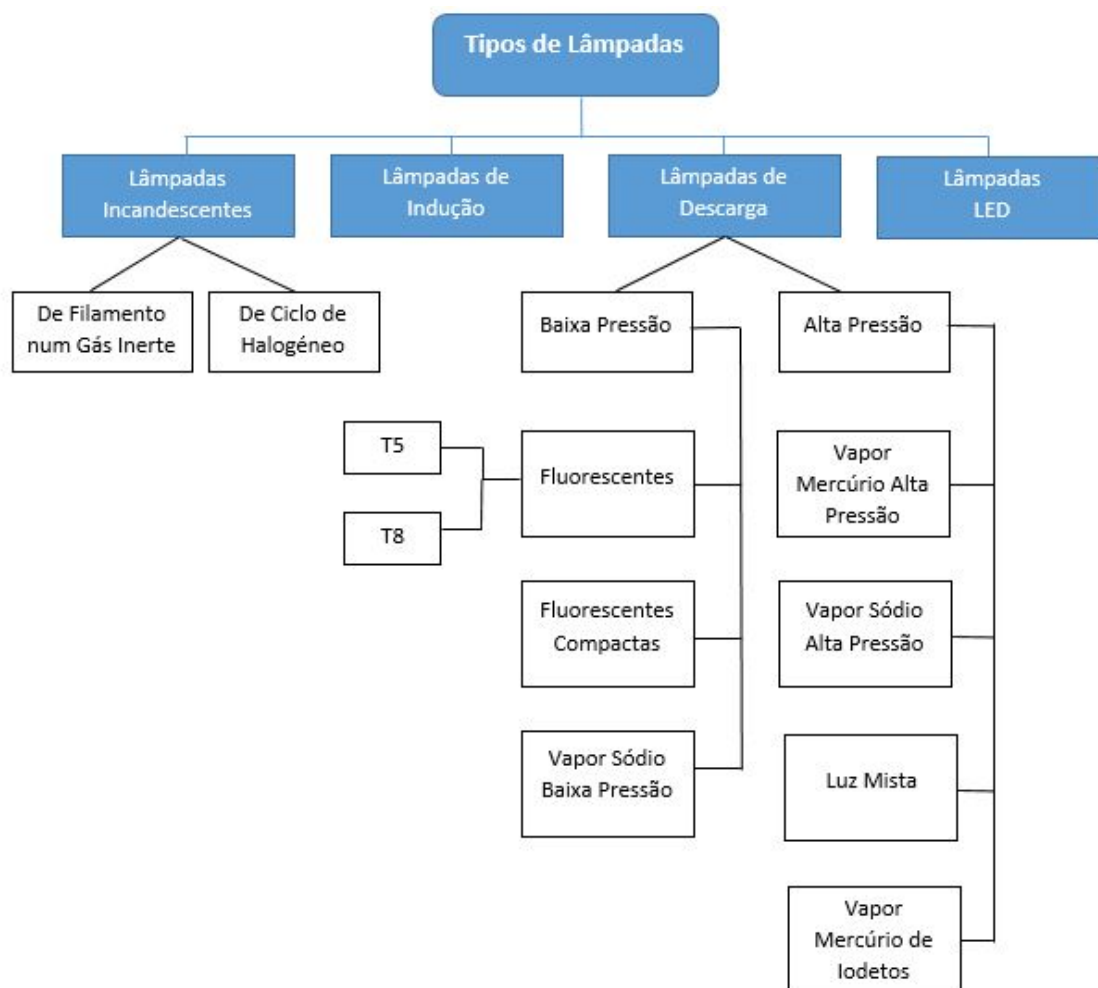 Tipos de Lâmpadas
Lâmpadas
Incandescentes
Lâmpadas de
Indução
Lâmpadas de
Descarga
Lâmpadas
LED
De Filamento
num Gás Inerte
De Ciclo de
Halogéneo
Baixa Pressão
Alta Pressão
T5
T8
Fluorescentes
Vapor
Mercúrio Alta
Pressão
Fluorescentes
Compactas
Vapor Sódio
Alta Pressão
Vapor Sódio
Baixa Pressão
Luz Mista
Vapor
Mercúrio de
Iodetos